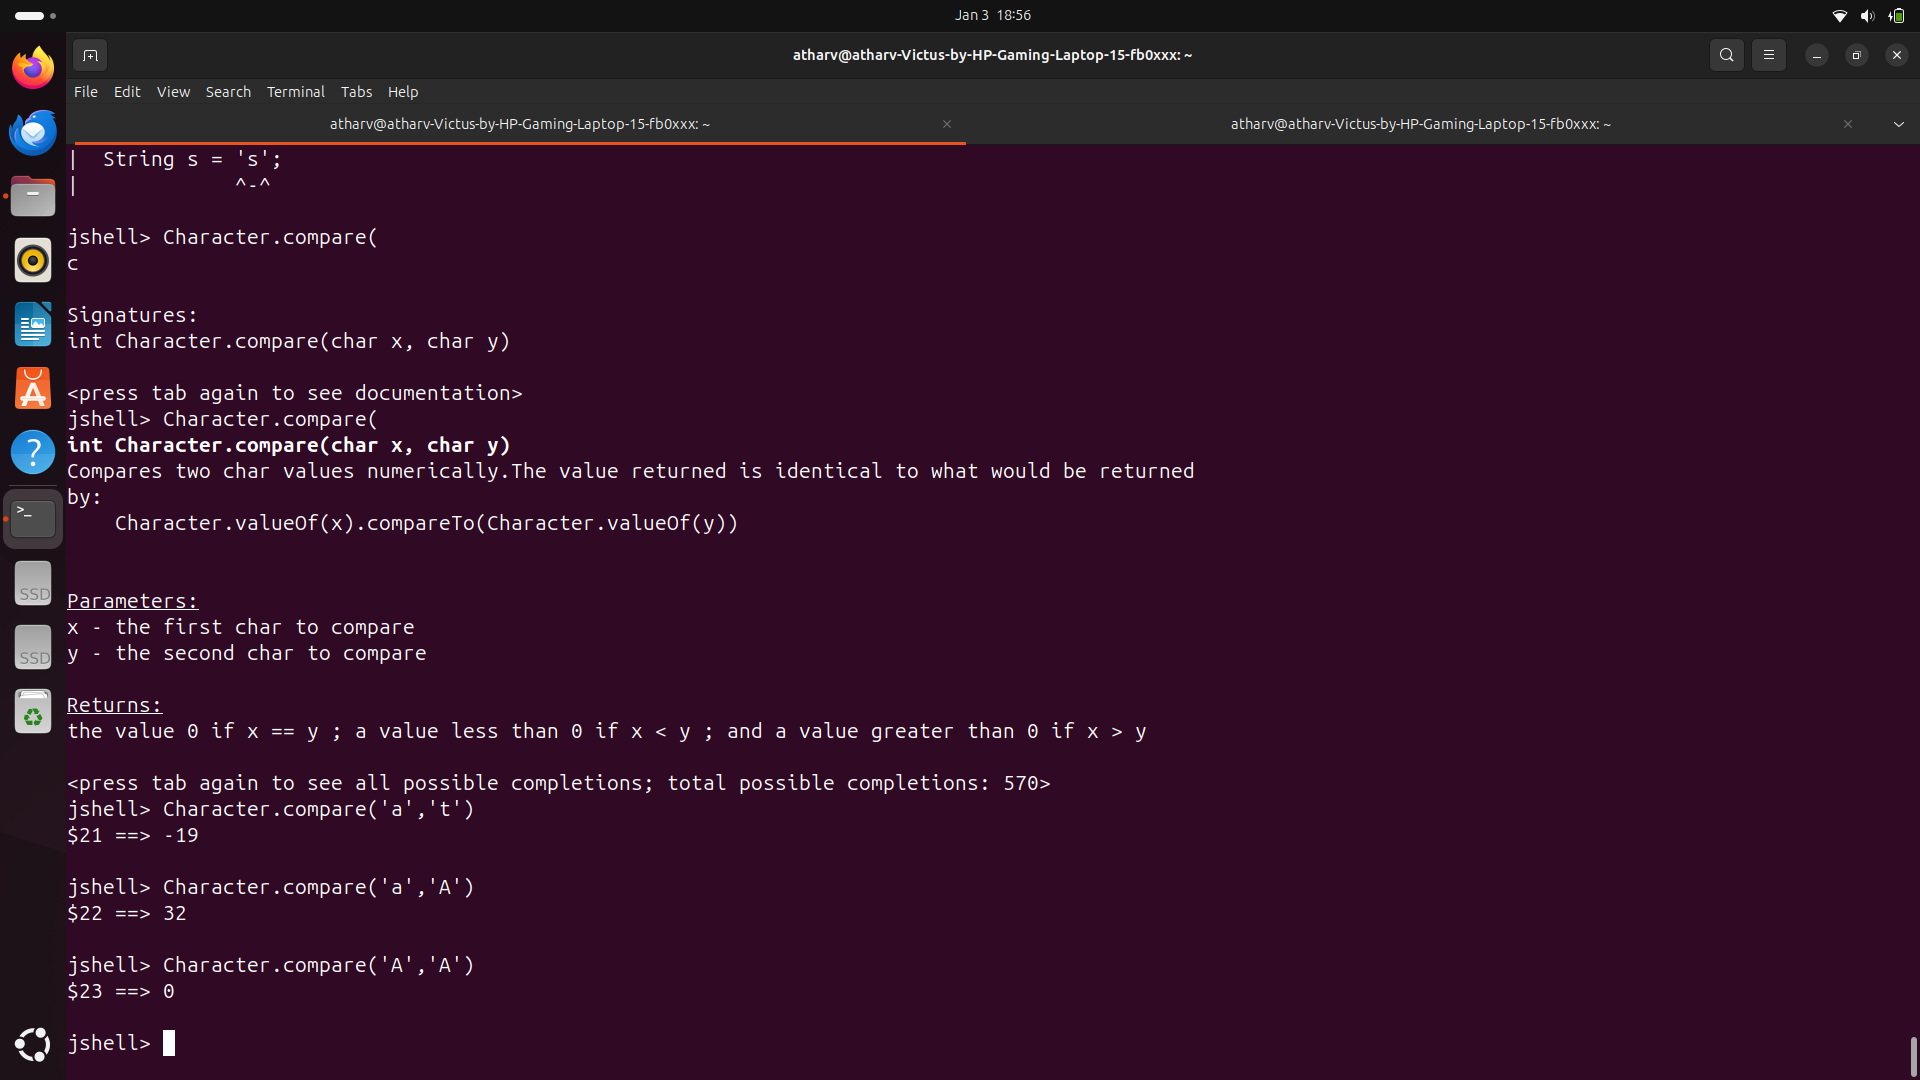 Jan 3 18:56
atharv@atharv-Victus-by-HP-Gaming-Laptop-15-fb0xxx: ~
File Edit View Search Terminal Tabs Help
atharv@atharv-Victus-by-HP-Gaming-Laptop-15-fb0xxx: ~ atharv@atharv-Victus-by-HP-Gaming-Laptop-15-fb0xxx: ~
|  String s = 's';
|             ^-^
jshell> Character.compare(
c
Signatures:
int Character.compare(char x, char y)
<press tab again to see documentation>
jshell> Character.compare(
int Character.compare(char x, char y)
Compares two char values numerically.The value returned is identical to what would be returned
by:
    Character.valueOf(x).compareTo(Character.valueOf(y))
Parameters:
x - the first char to compare
y - the second char to compare
Returns:
the value 0 if x == y ; a value less than 0 if x < y ; and a value greater than 0 if x > y
<press tab again to see all possible completions; total possible completions: 570>
jshell> Character.compare('a','t')
$21 ==> -19
jshell> Character.compare('a','A')
$22 ==> 32
jshell> Character.compare('A','A')
$23 ==> 0
jshell>
SSD
SSD